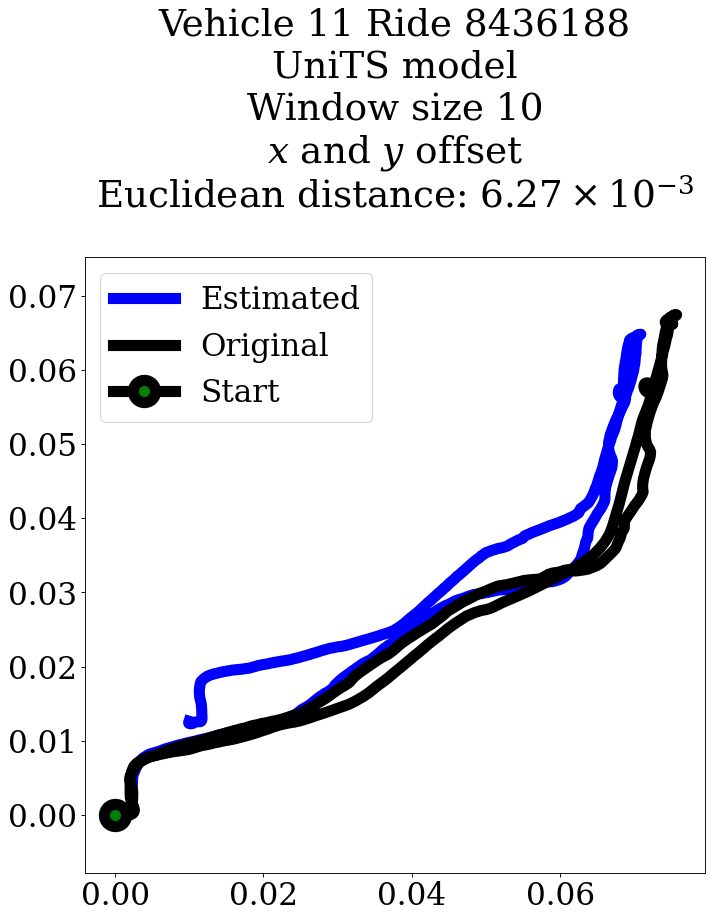 Vehicle 11 Ride 8436188
UniTS model
Window size 10
x and y offset
Euclidean distance: 6.27 × 10⁻³
Estimated
Original
Start
0.07
0.06
0.05
0.04
0.03
0.02
0.01
0.00
0.00 0.02 0.04 0.06